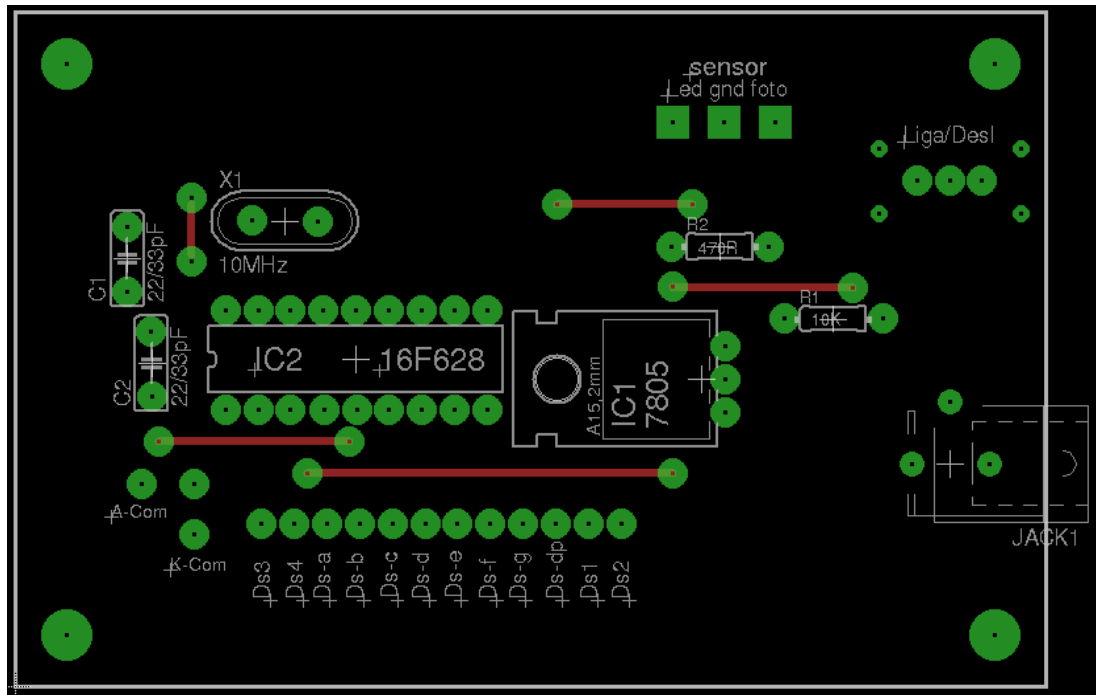 sensor
Led gnd foto
Liga/Desl
X1
10MHz
C1
22/33pF
R2
470R
R1
10K
C2
22/33pF
IC2
16F628
A15,2mm
IC1
7805
A-Com
K-Com
JACK1
Ds3
Ds4
Ds-a
Ds-b
Ds-c
Ds-d
Ds-e
Ds-f
Ds-g
Ds-dp
Ds1
Ds2